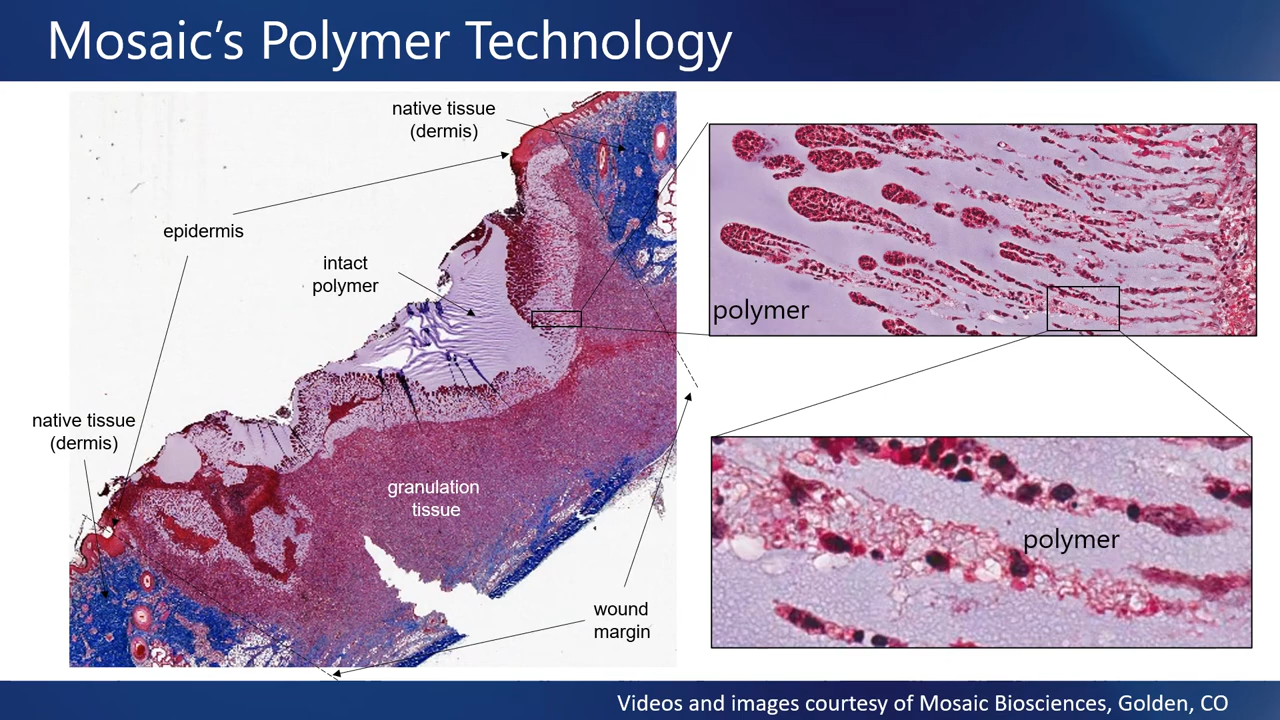 Mosaic's Polymer Technology
native tissue
(dermis)
epidermis
intact
polymer
native tissue
(dermis)
granulation
tissue
wound
margin
polymer
polymer
Videos and images courtesy of Mosaic Biosciences, Golden, CO